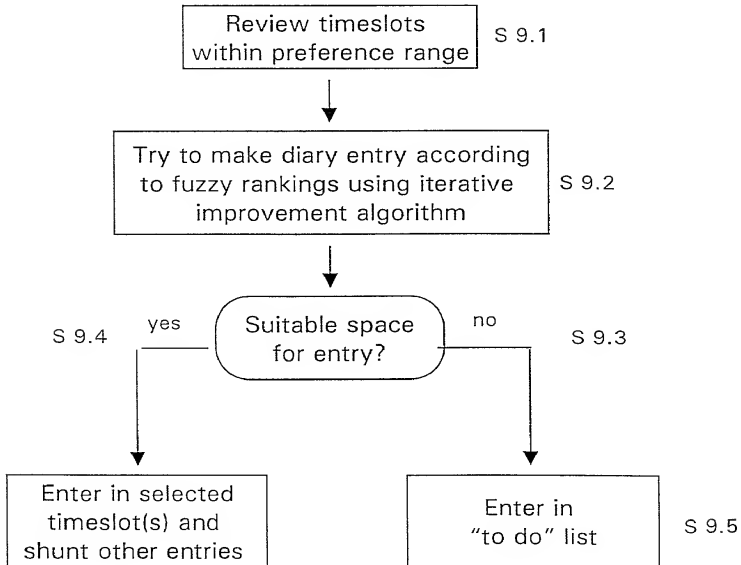 Review timeslots
within preference range
S 9.1
Try to make diary entry according
to fuzzy rankings using iterative
improvement algorithm
S 9.2
Suitable space
for entry?
yes
no
S 9.4
S 9.3
Enter in selected
timeslot(s) and
shunt other entries
Enter in
“to do” list
S 9.5